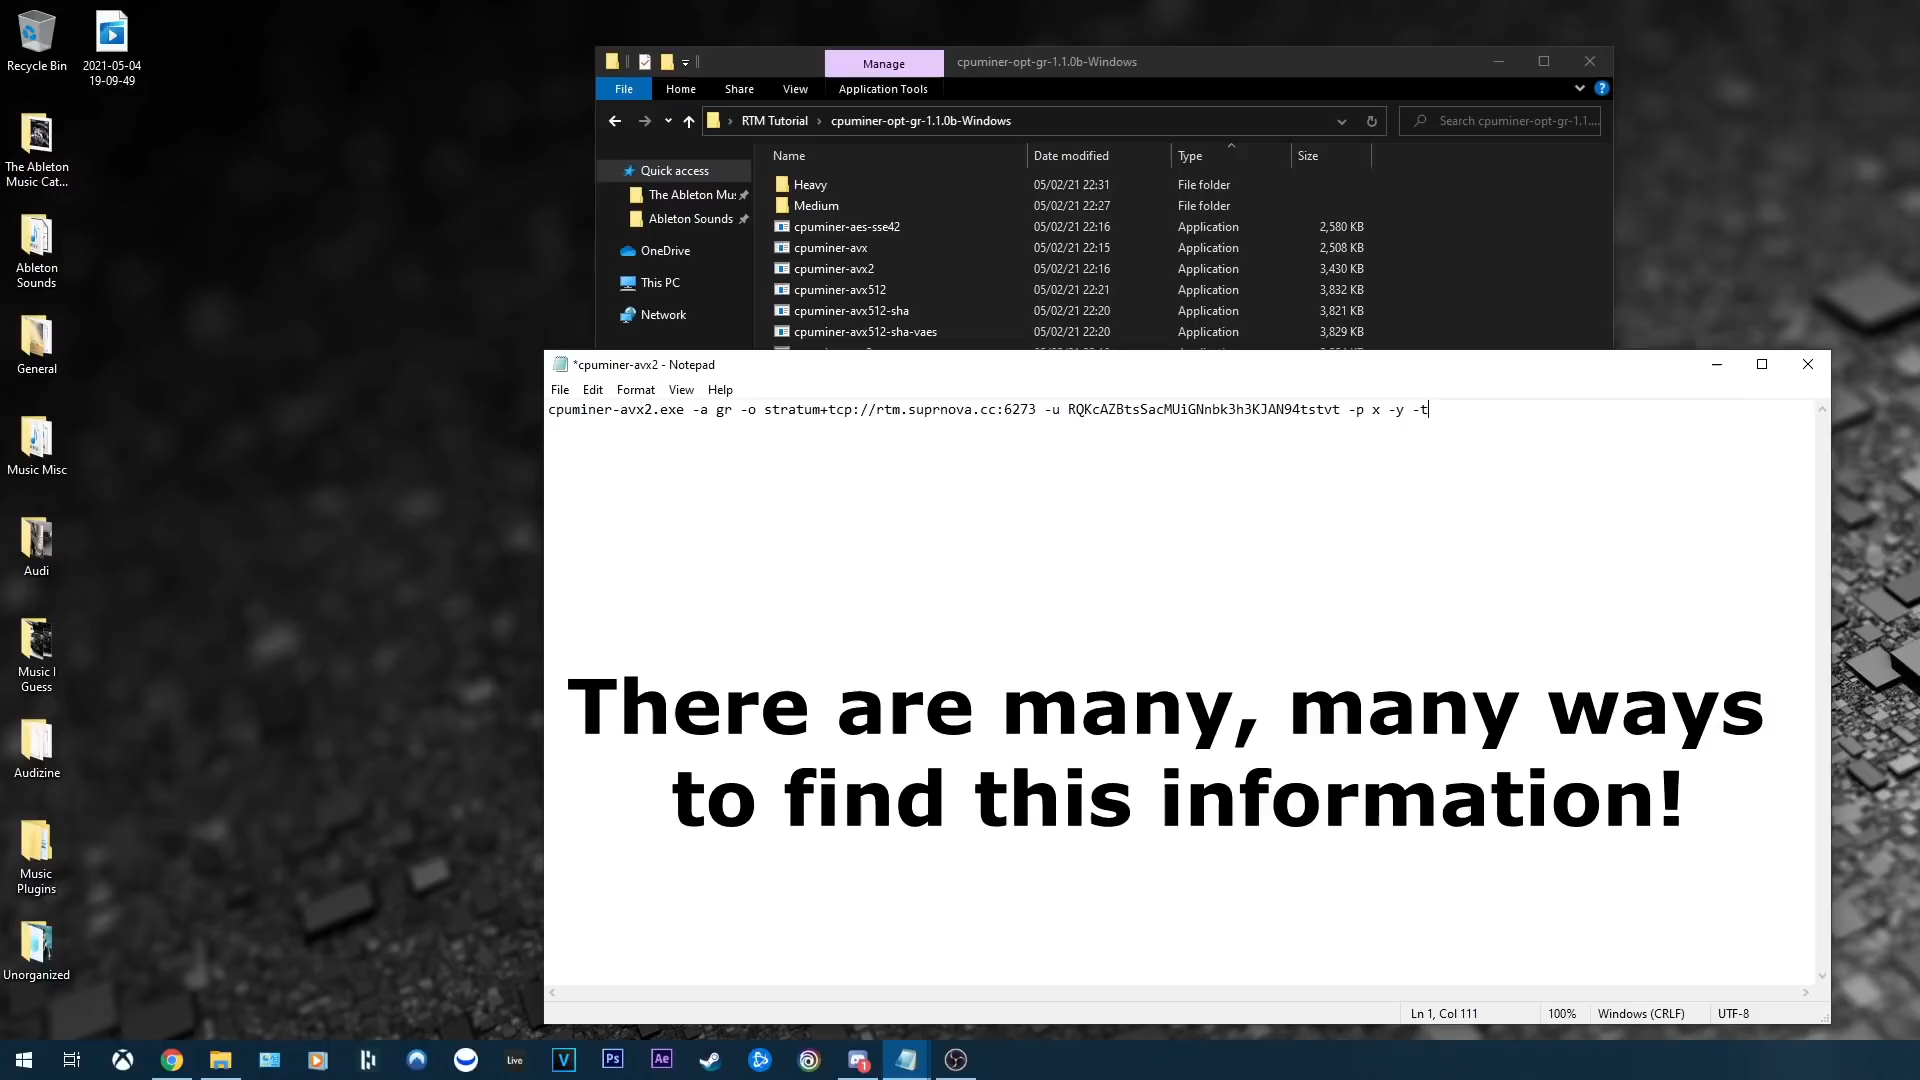 Recycle Bin
2021-05-04
19-09-49
The Ableton
Music Cat...
Ableton
Sounds
General
Music Misc
Audi
Music I
Guess
Audizine
Music
Plugins
Unorganized
Manage
cpuminer-opt-gr-1.1.0b-Windows
File
Home
Share
View
Application Tools
RTM Tutorial
cpuminer-opt-gr-1.1.0b-Windows
Search cpuminer-opt-gr-1.1....
Quick access
The Ableton Mu:
Ableton Sounds
OneDrive
This PC
Network
Name Date modified Type Size
Heavy 05/02/21 22:31 File folder
Medium 05/02/21 22:27 File folder
cpuminer-aes-sse42 05/02/21 22:16 Application 2,580 KB
cpuminer-avx 05/02/21 22:15 Application 2,508 KB
cpuminer-avx2 05/02/21 22:16 Application 3,430 KB
cpuminer-avx512 05/02/21 22:21 Application 3,832 KB
cpuminer-avx512-sha 05/02/21 22:20 Application 3,821 KB
cpuminer-avx512-sha-vaes 05/02/21 22:20 Application 3,829 KB
*cpuminer-avx2 - Notepad
File Edit Format View Help
cpuminer-avx2.exe -a gr -o stratum+tcp://rtm.suprnova.cc:6273 -u RQKcAZBtsSacMUiGNnbk3h3KJAN94tstvt -p x -y -t
There are many, many ways
to find this information!
Ln 1, Col 111 100% Windows (CRLF) UTF-8
Live
V
Ps
Ae
1